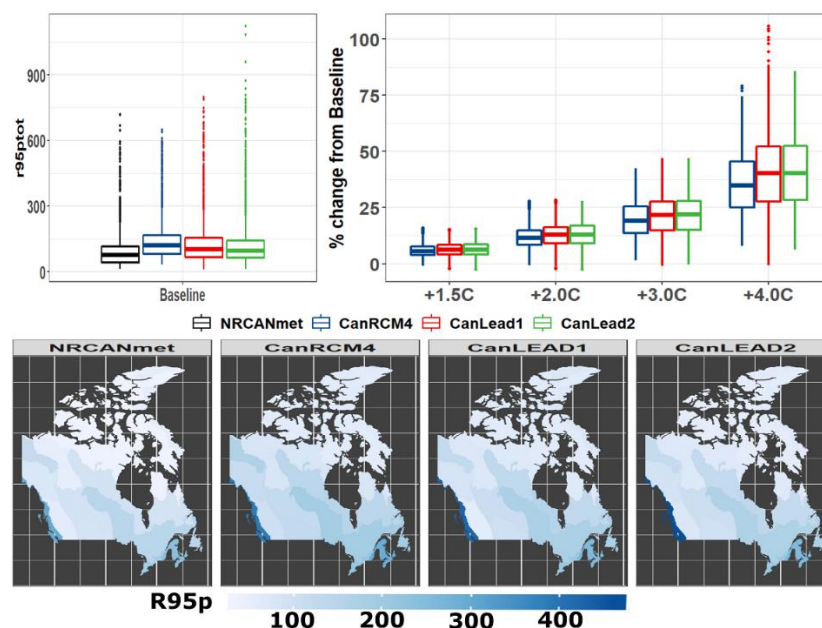 r95ptot
900
600
300
0
Baseline
% change from Baseline
100
75
50
25
0
+1.5C +2.0C +3.0C +4.0C
NRCANmet CanRCM4 CanLead1 CanLead2
NRCANmet CanRCM4 CanLEAD1 CanLEAD2
R95p
100 200 300 400